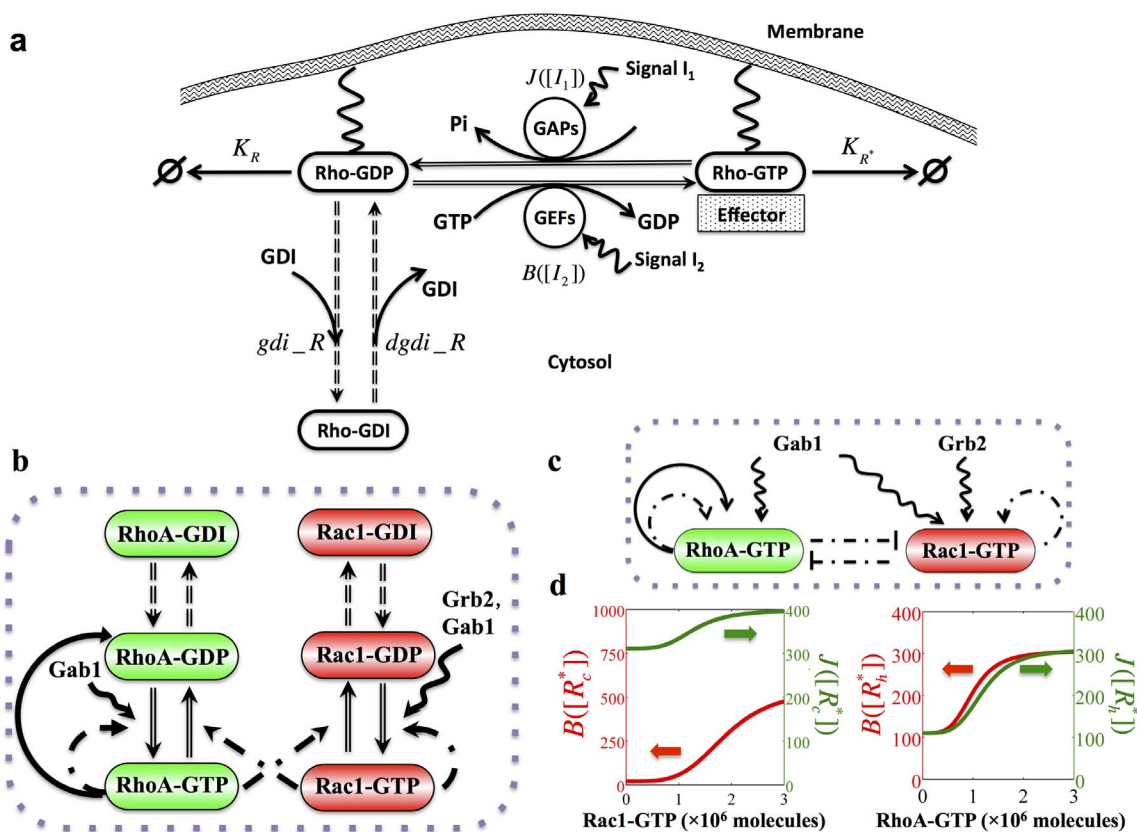 a
Membrane
J([I₁])
Signal I₁
Pi
GAPs
K_R
Rho-GDP
Rho-GTP
K_R*
Effector
GTP
GEFs
GDP
B([I₂])
Signal I₂
GDI
GDI
gdi_R
dgdi_R
Cytosol
Rho-GDI
b
RhoA-GDI
Rac1-GDI
Grb2,
Gab1
RhoA-GDP
Rac1-GDP
Gab1
RhoA-GTP
Rac1-GTP
c
Gab1
Grb2
RhoA-GTP
Rac1-GTP
d
B([R_c*])
1000
750
500
250
0
400
300
200
100
0
J([R_c*])
0 1 2 3
Rac1-GTP (×10⁶ molecules)
B([R_h*])
400
300
200
100
0
400
300
200
100
0
J([R_h*])
0 1 2 3
RhoA-GTP (×10⁶ molecules)